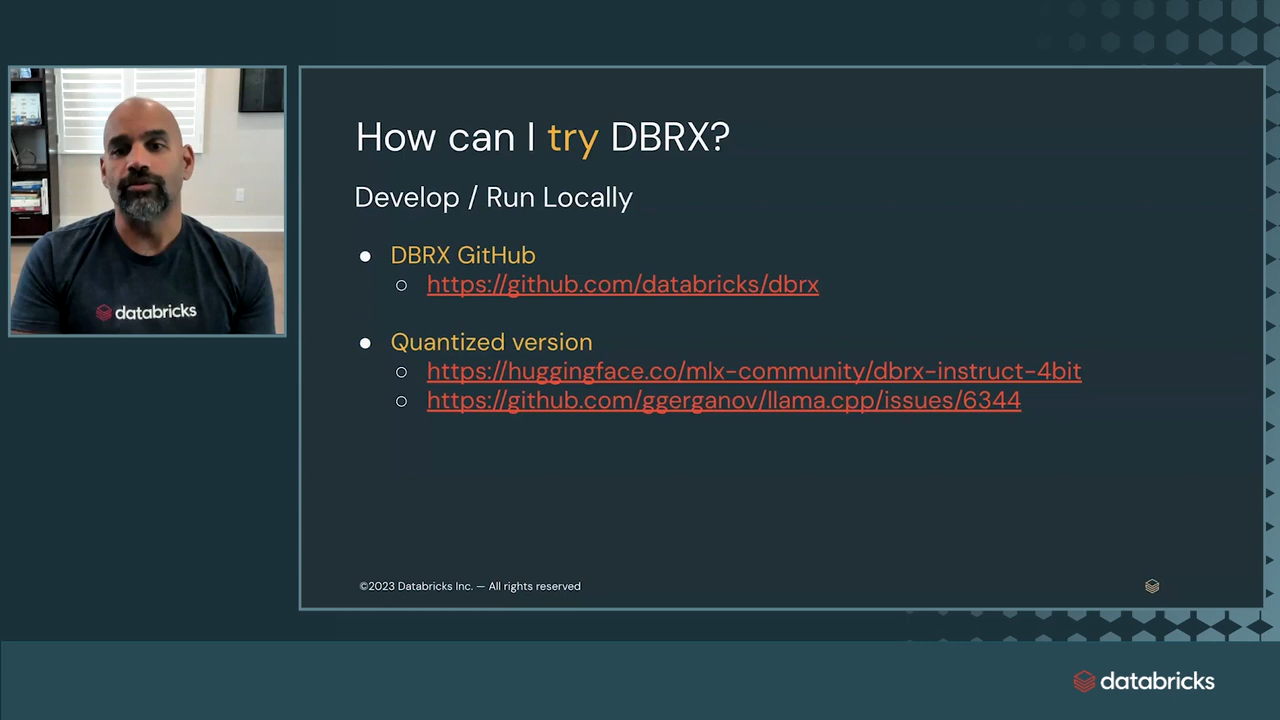 How can I try DBRX?
Develop / Run Locally
● DBRX GitHub
○ https://github.com/databricks/dbrx
● Quantized version
○ https://huggingface.co/mlx-community/dbrx-instruct-4bit
○ https://github.com/ggerganov/llama.cpp/issues/6344
©2023 Databricks Inc. — All rights reserved
databricks
databricks